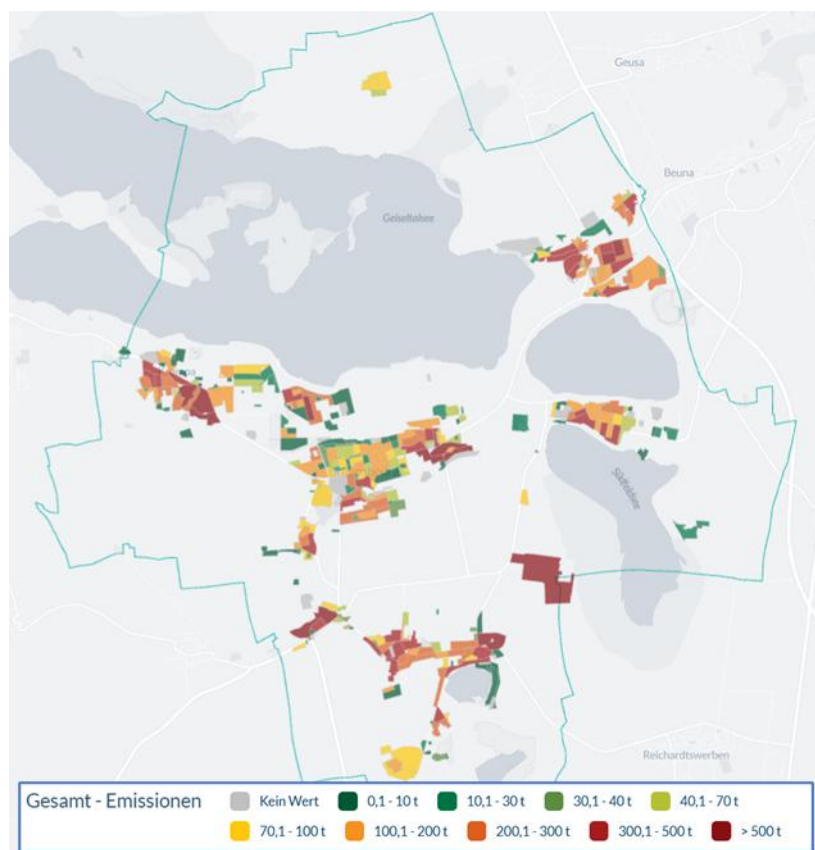 Geusa
Beuna
Geiseltalsee
Südfeldsee
Reichardtswerben
Gesamt - Emissionen
Kein Wert
0,1 - 10 t
10,1 - 30 t
30,1 - 40 t
40,1 - 70 t
70,1 - 100 t
100,1 - 200 t
200,1 - 300 t
300,1 - 500 t
> 500 t